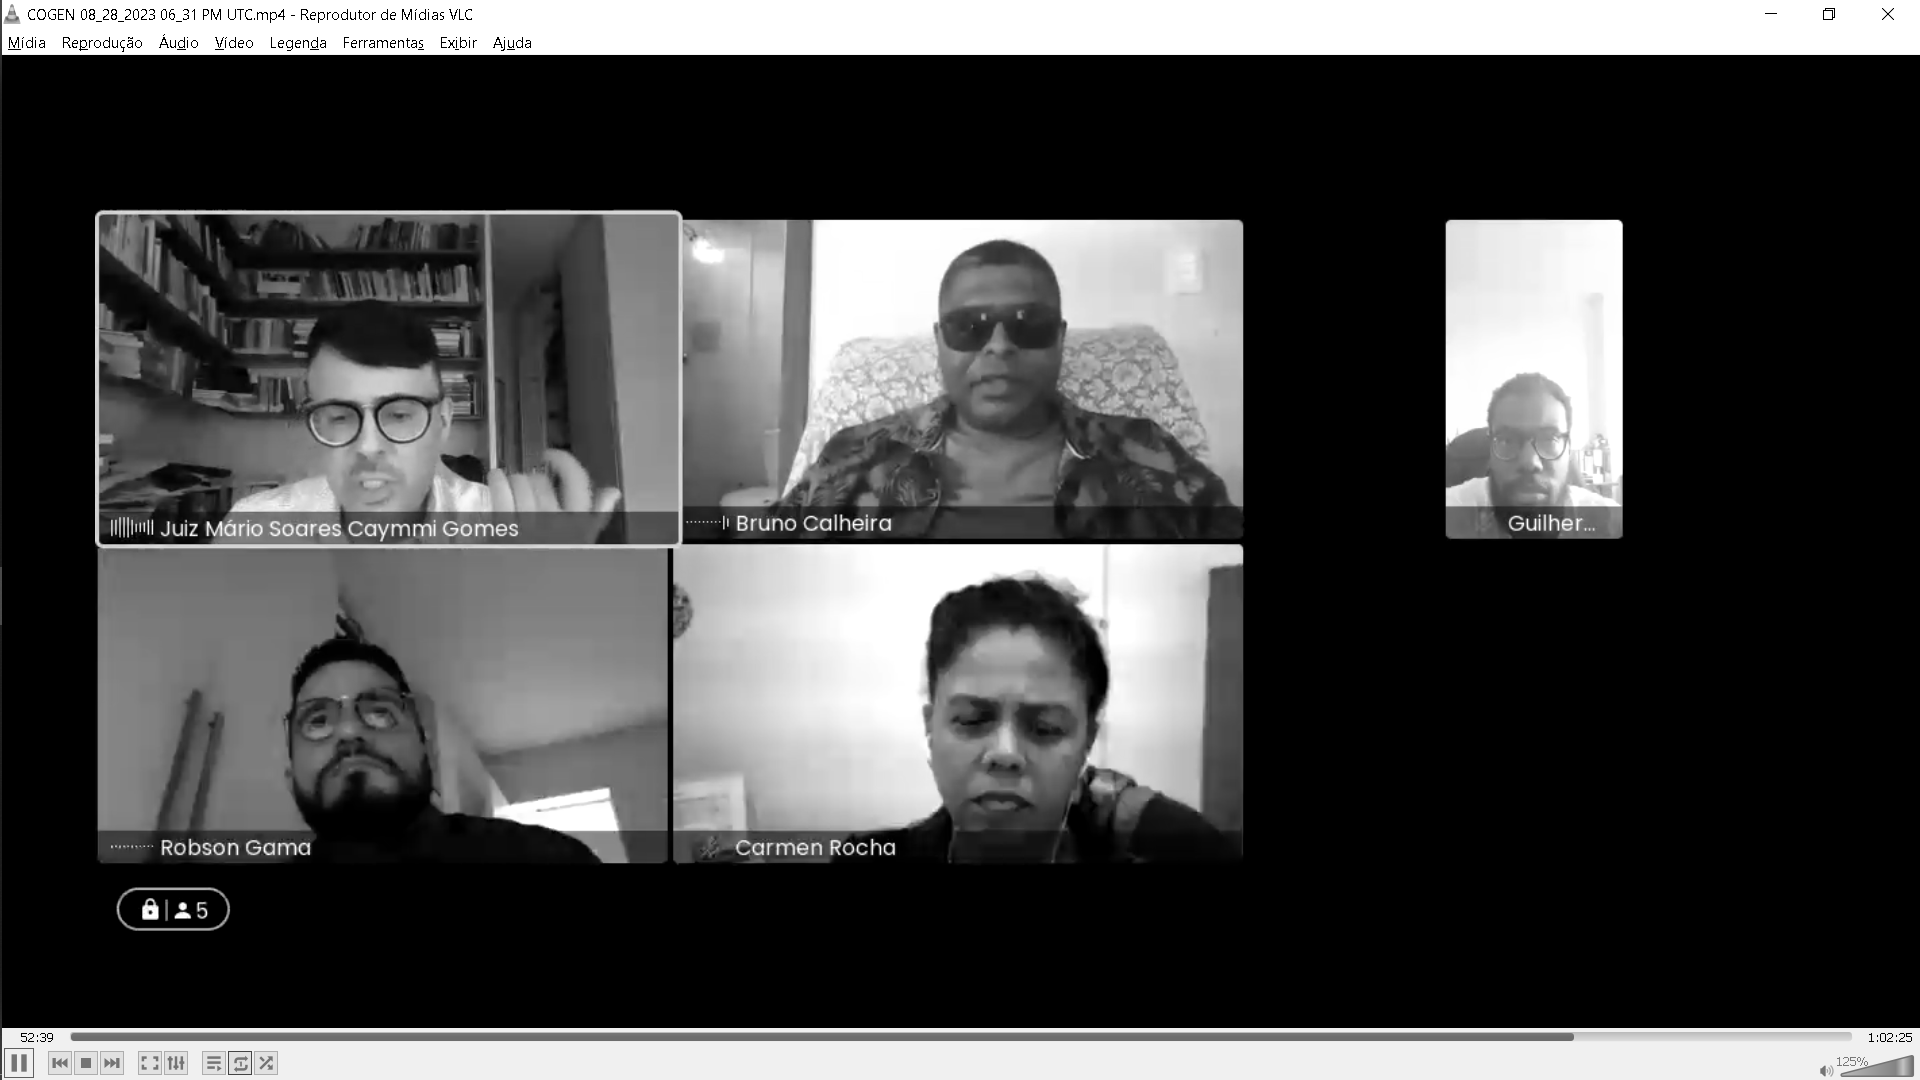 COGEN 08_28_2023 06_31 PM UTC.mp4 - Reprodutor de Mídias VLC
Mídia Reprodução Áudio Vídeo Legenda Ferramentas Exibir Ajuda
Juiz Mário Soares Caymmi Gomes
Bruno Calheira
Guilher...
Robson Gama
Carmen Rocha
5
52:39
1:02:25
125%